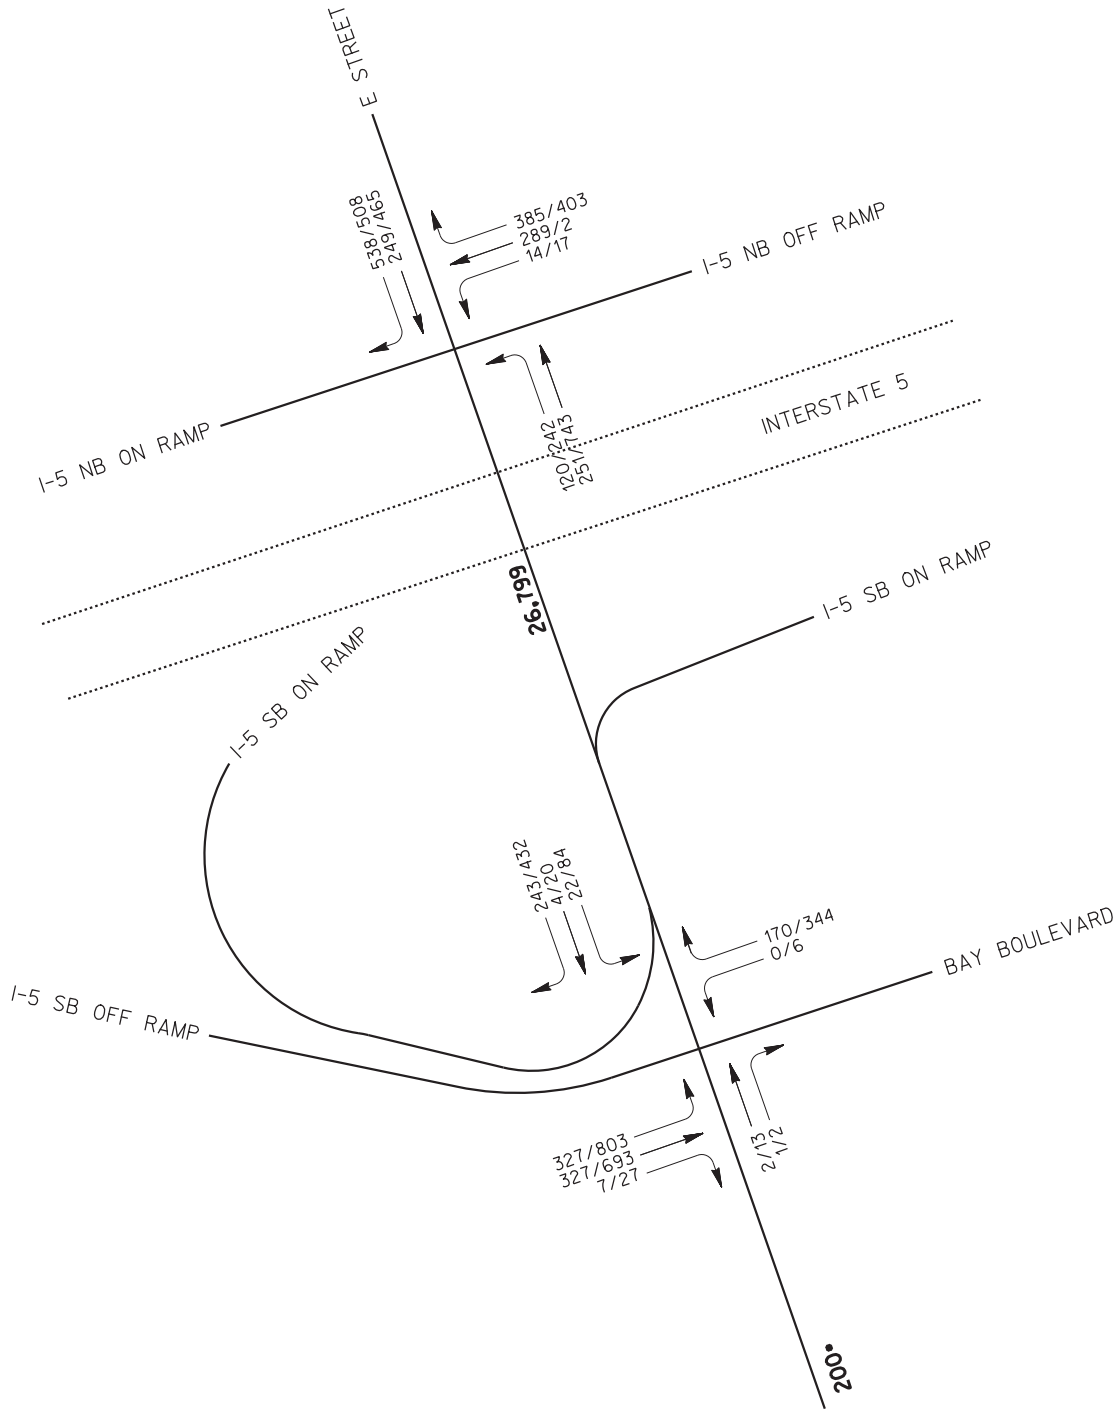 E STREET
538/508
249/465
385/403
289/2
14/17
I-5 NB OFF RAMP
I-5 NB ON RAMP
120/242
251/743
INTERSTATE 5
26,799
I-5 SB ON RAMP
I-5 SB ON RAMP
243/432
4/20
22/84
170/344
0/6
BAY BOULEVARD
I-5 SB OFF RAMP
327/803
327/693
7/27
2/13
1/2
200•